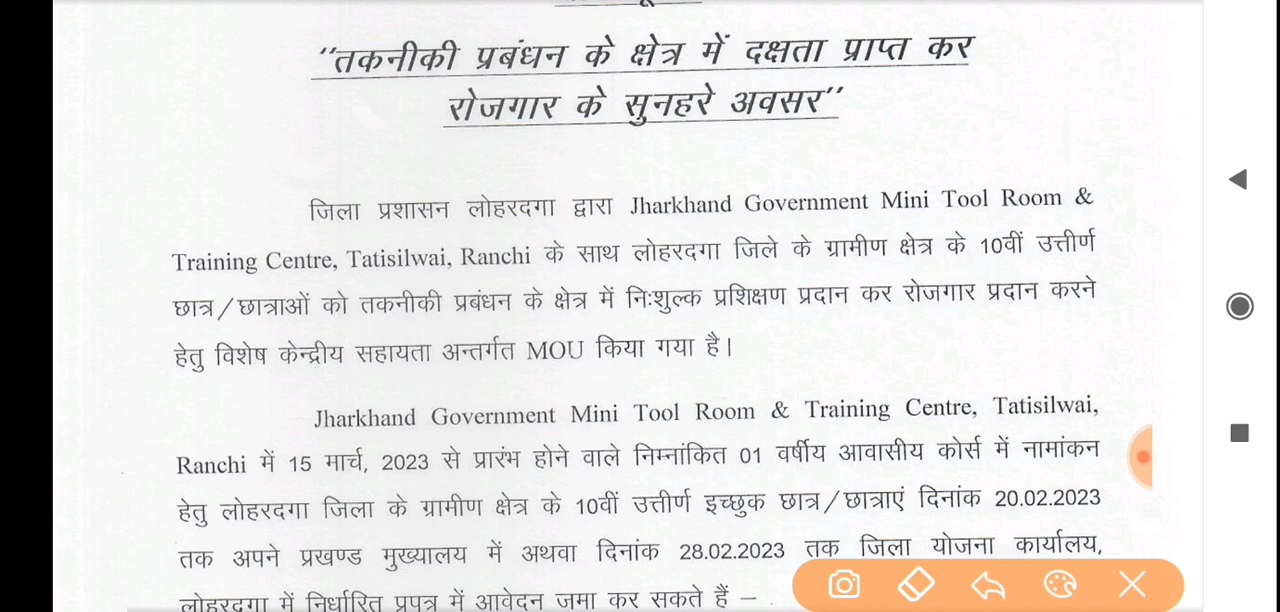 "तकनीकी प्रबंधन के क्षेत्र में दक्षता प्राप्त कर
रोजगार के सुनहरे अवसर"
जिला प्रशासन लोहरदगा द्वारा Jharkhand Government Mini Tool Room &
Training Centre, Tatisilwai, Ranchi के साथ लोहरदगा जिले के ग्रामीण क्षेत्र के 10वीं उत्तीर्ण
छात्र/छात्राओं को तकनीकी प्रबंधन के क्षेत्र में निःशुल्क प्रशिक्षण प्रदान कर रोजगार प्रदान करने
हेतु विशेष केन्द्रीय सहायता अन्तर्गत MOU किया गया है।
Jharkhand Government Mini Tool Room & Training Centre, Tatisilwai,
Ranchi में 15 मार्च, 2023 से प्रारंभ होने वाले निम्नांकित 01 वर्षीय आवासीय कोर्स में नामांकन
हेतु लोहरदगा जिला के ग्रामीण क्षेत्र के 10वीं उत्तीर्ण इच्छुक छात्र/छात्राएं दिनांक 20.02.2023
तक अपने प्रखण्ड मुख्यालय में अथवा दिनांक 28.02.2023 तक जिला योजना कार्यालय,
लोहरदगा में निर्धारित प्रपत्र में आवेदन जमा कर सकते हैं –